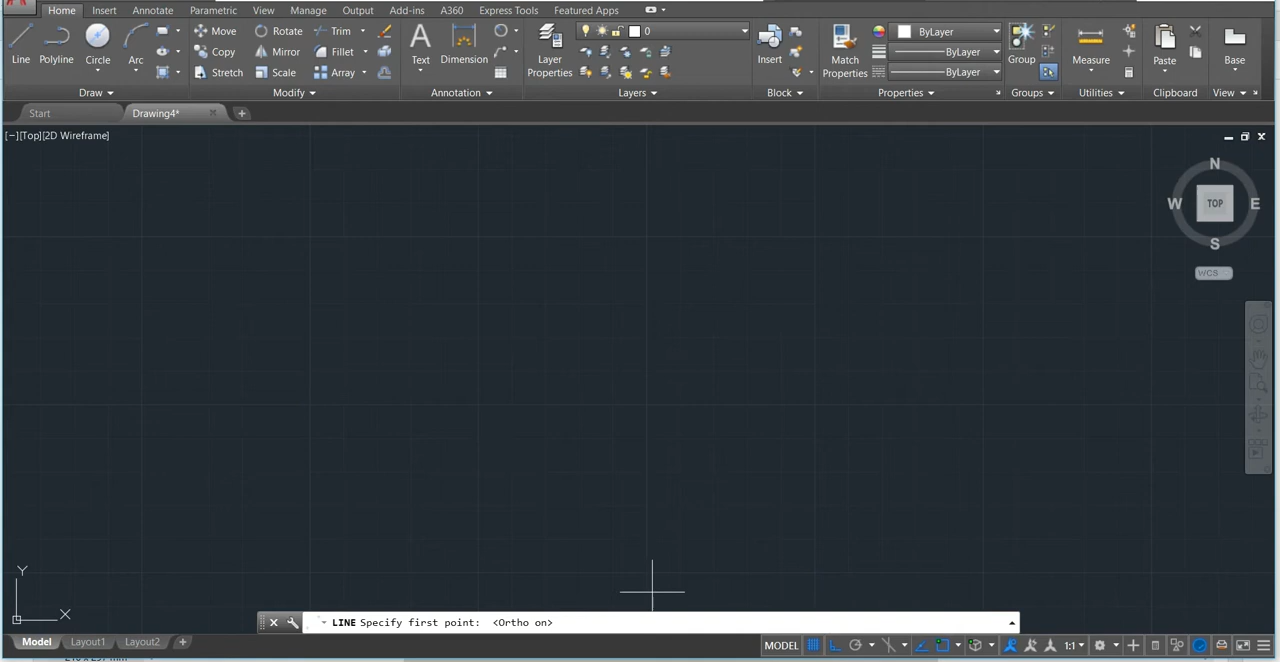 Home Insert Annotate Parametric View Manage Output Add-ins A360 Express Tools Featured Apps
Move Rotate Trim 0 ByLayer
Line Polyline Circle Arc Copy Mirror Fillet Text Dimension Layer Properties Insert Match Properties ByLayer Group Measure Paste Base
Stretch Scale Array ByLayer
Draw Modify Annotation Layers Block Properties Groups Utilities Clipboard View
Start Drawing4*
[−][Top][2D Wireframe]
N
W TOP E
S
WCS
Y
X
LINE Specify first point: <Ortho on>
Model Layout1 Layout2 MODEL 1:1